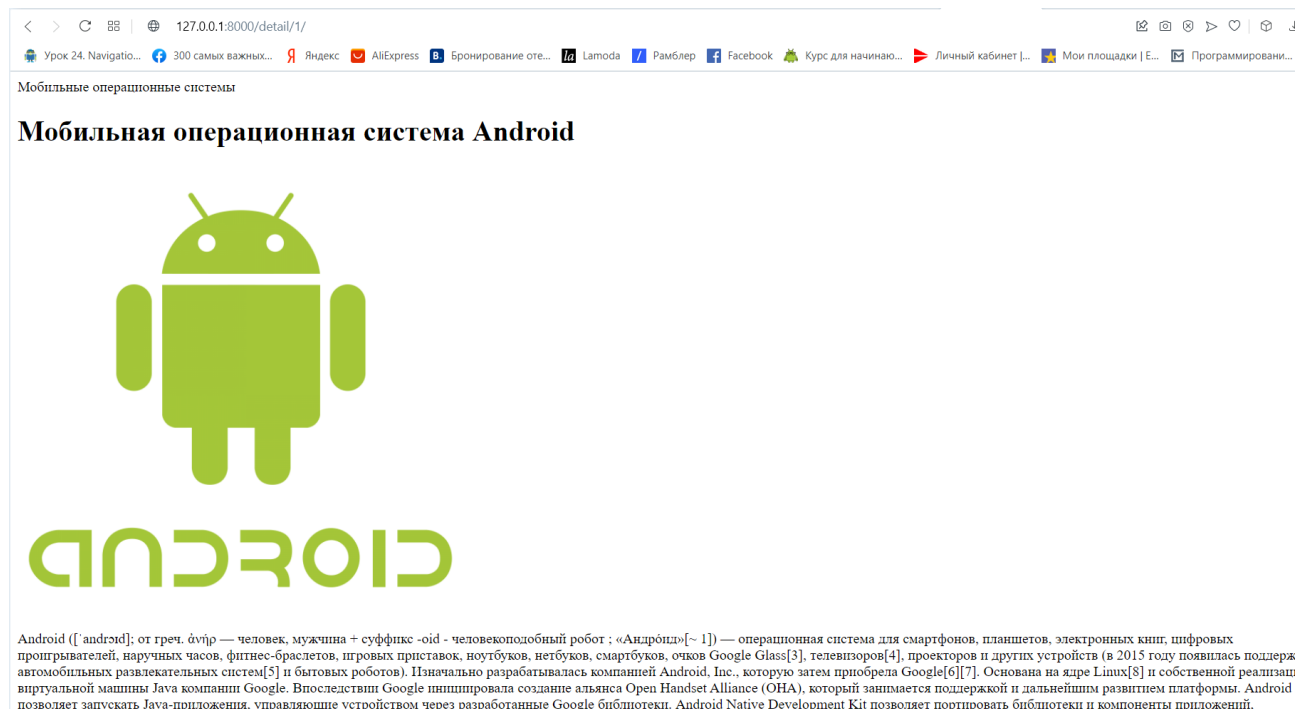 127.0.0.1:8000/detail/1/
Урок 24. Navigatio... 300 самых важных... Яндекс AliExpress Бронирование оте... la Lamoda Рамблер Facebook Курс для начинаю... Личный кабинет |... Мои площадки | E... Программировани...
Мобильные операционные системы
Мобильная операционная система Android
ANDROID
Android ([ˈandrɔɪd]; от греч. ἀνήρ — человек, мужчина + суффикс -oid - человекоподобный робот ; «Андро́ид»[~ 1]) — операционная система для смартфонов, планшетов, электронных книг, цифровых
проигрывателей, наручных часов, фитнес-браслетов, игровых приставок, ноутбуков, нетбуков, смартбуков, очков Google Glass[3], телевизоров[4], проекторов и других устройств (в 2015 году появилась поддерж
автомобильных развлекательных систем[5] и бытовых роботов). Изначально разрабатывалась компанией Android, Inc., которую затем приобрела Google[6][7]. Основана на ядре Linux[8] и собственной реализаци
виртуальной машины Java компании Google. Впоследствии Google инициировала создание альянса Open Handset Alliance (OHA), который занимается поддержкой и дальнейшим развитием платформы. Android
позволяет запускать Java-приложения, управляющие устройством через разработанные Google библиотеки. Android Native Development Kit позволяет портировать библиотеки и компоненты приложений,